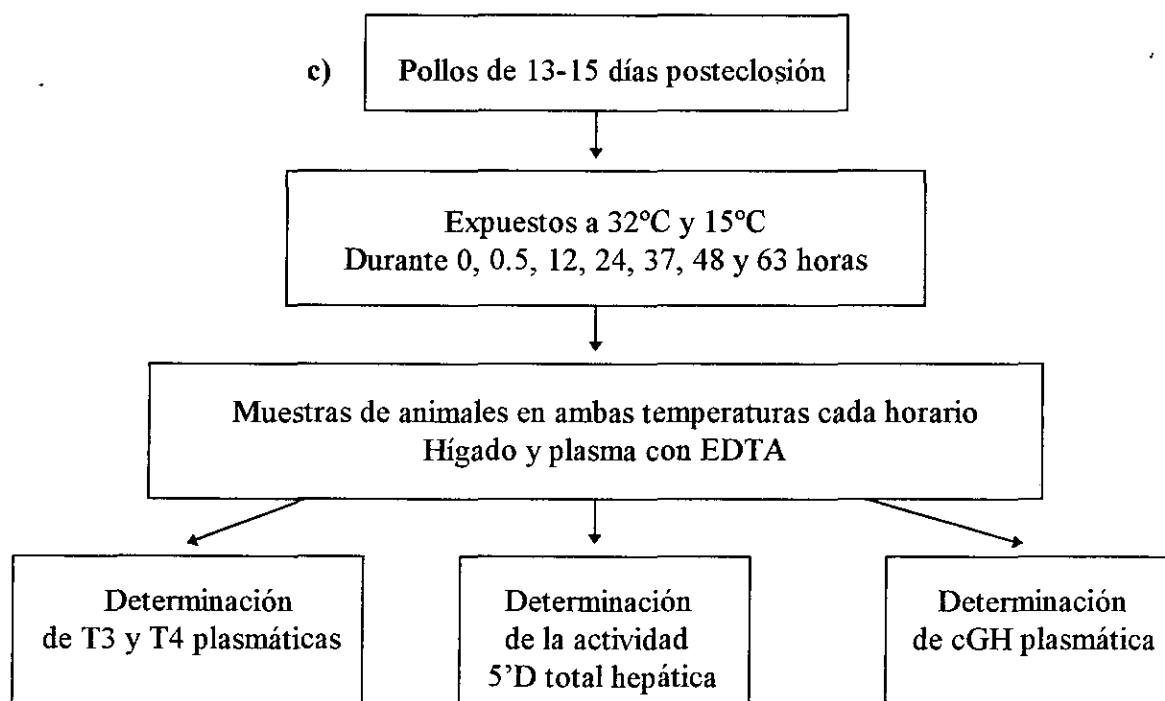 c)
Pollos de 13-15 días posteclosión
Expuestos a 32°C y 15°C
Durante 0, 0.5, 12, 24, 37, 48 y 63 horas
Muestras de animales en ambas temperaturas cada horario
Hígado y plasma con EDTA
Determinación
de T3 y T4 plasmáticas
Determinación
de la actividad
5’D total hepática
Determinación
de cGH plasmática